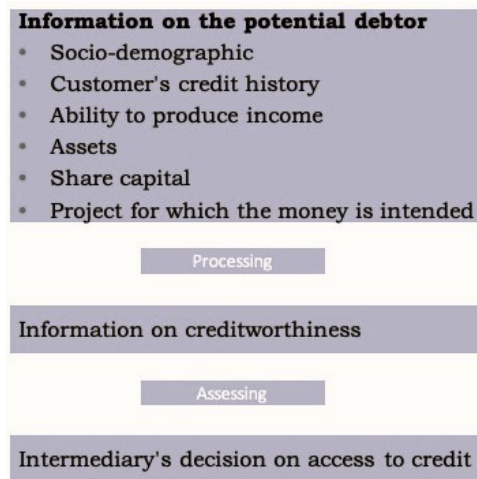 Information on the potential debtor
• Socio-demographic
• Customer's credit history
• Ability to produce income
• Assets
• Share capital
• Project for which the money is intended
Processing
Information on creditworthiness
Assessing
Intermediary's decision on access to credit